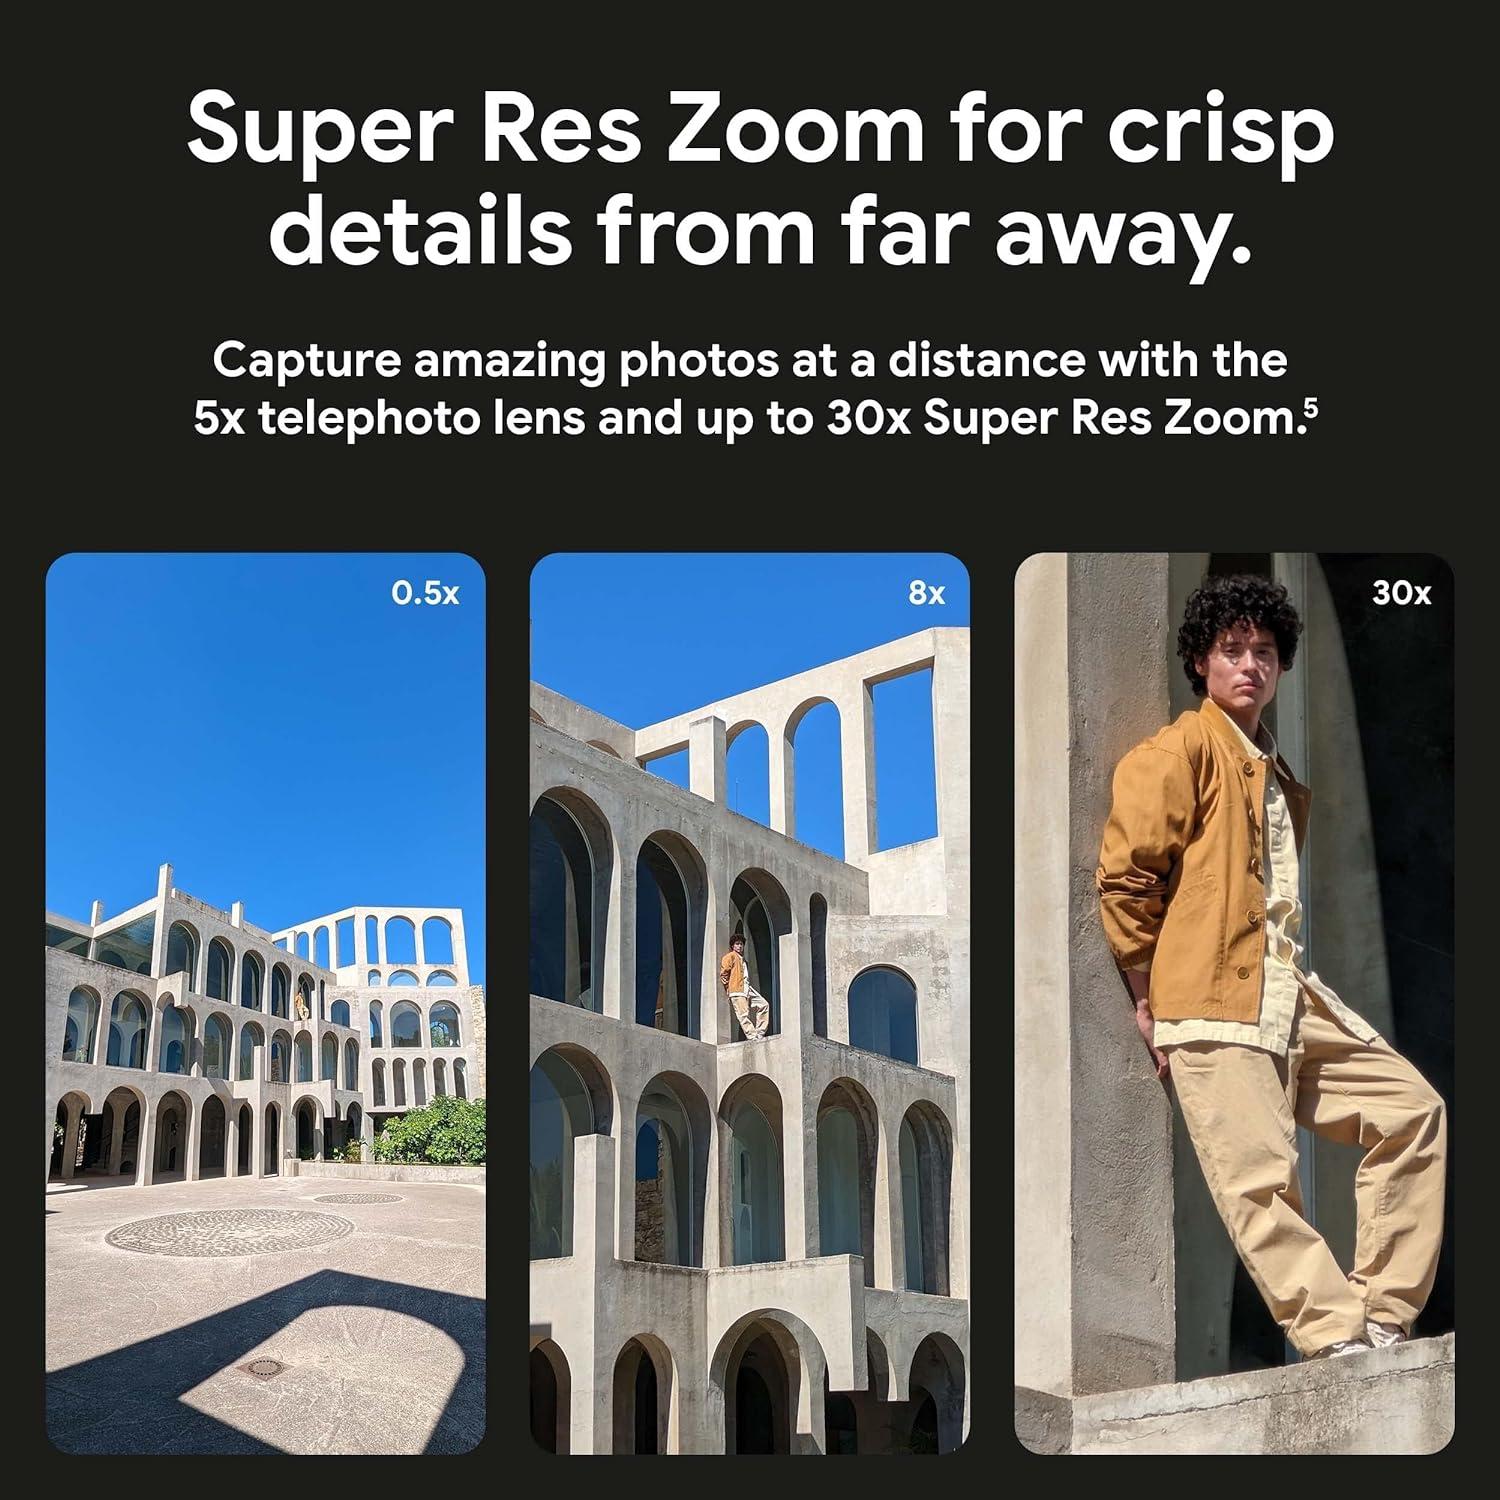 Super Res Zoom for crisp
details from far away.
Capture amazing photos at a distance with the
5x telephoto lens and up to 30x Super Res Zoom.⁵
0.5x
8x
30x